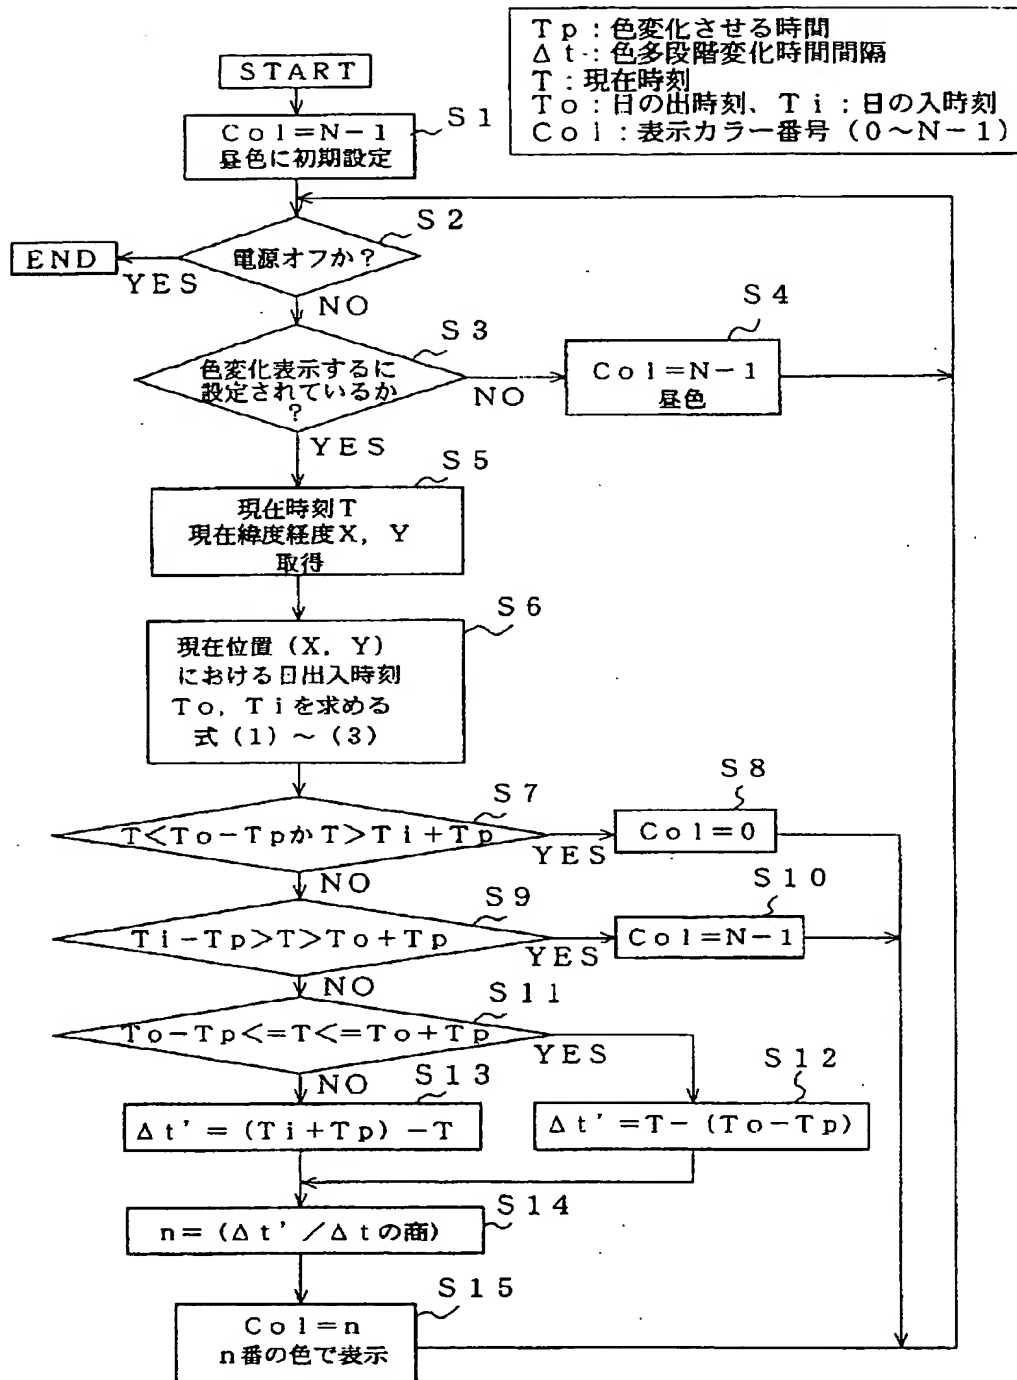 Tp：色変化させる時間
Δt：色多段階変化時間間隔
T：現在時刻
To：日の出時刻、Ti：日の入時刻
Col：表示カラー番号（0～N－1）
START
S1
Col＝N－1
昼色に初期設定
S2
電源オフか？
END
YES
NO
S3
S4
色変化表示するに
設定されているか
？
NO
Col＝N－1
昼色
YES
S5
現在時刻T
現在緯度経度X，Y
取得
S6
現在位置（X，Y）
における日出入時刻
To，Tiを求める
式（1）～（3）
S7
S8
T＜To－TpかT＞Ti＋Tp
YES
Col＝0
NO
S9
S10
Ti－Tp＞T＞To＋Tp
YES
Col＝N－1
NO
S11
To－Tp＜＝T＜＝To＋Tp
YES
NO
S13
S12
Δt'＝（Ti＋Tp）－T
Δt'＝T－（To－Tp）
S14
n＝（Δt'／Δtの商）
S15
Col＝n
n番の色で表示